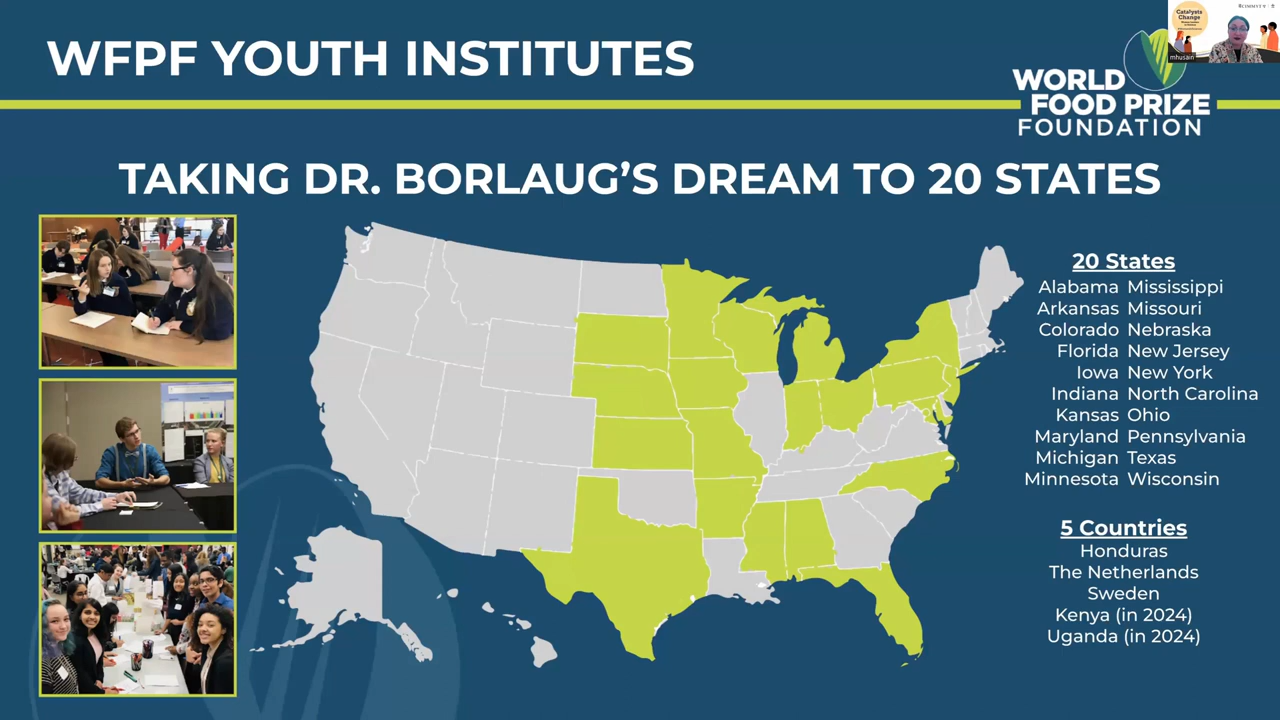 WFPF YOUTH INSTITUTES
Catalysts
Change
mhusain
WORLD
FOOD PRIZE
FOUNDATION
TAKING DR. BORLAUG'S DREAM TO 20 STATES
20 States
Alabama Mississippi
Arkansas Missouri
Colorado Nebraska
Florida New Jersey
Iowa New York
Indiana North Carolina
Kansas Ohio
Maryland Pennsylvania
Michigan Texas
Minnesota Wisconsin
5 Countries
Honduras
The Netherlands
Sweden
Kenya (in 2024)
Uganda (in 2024)